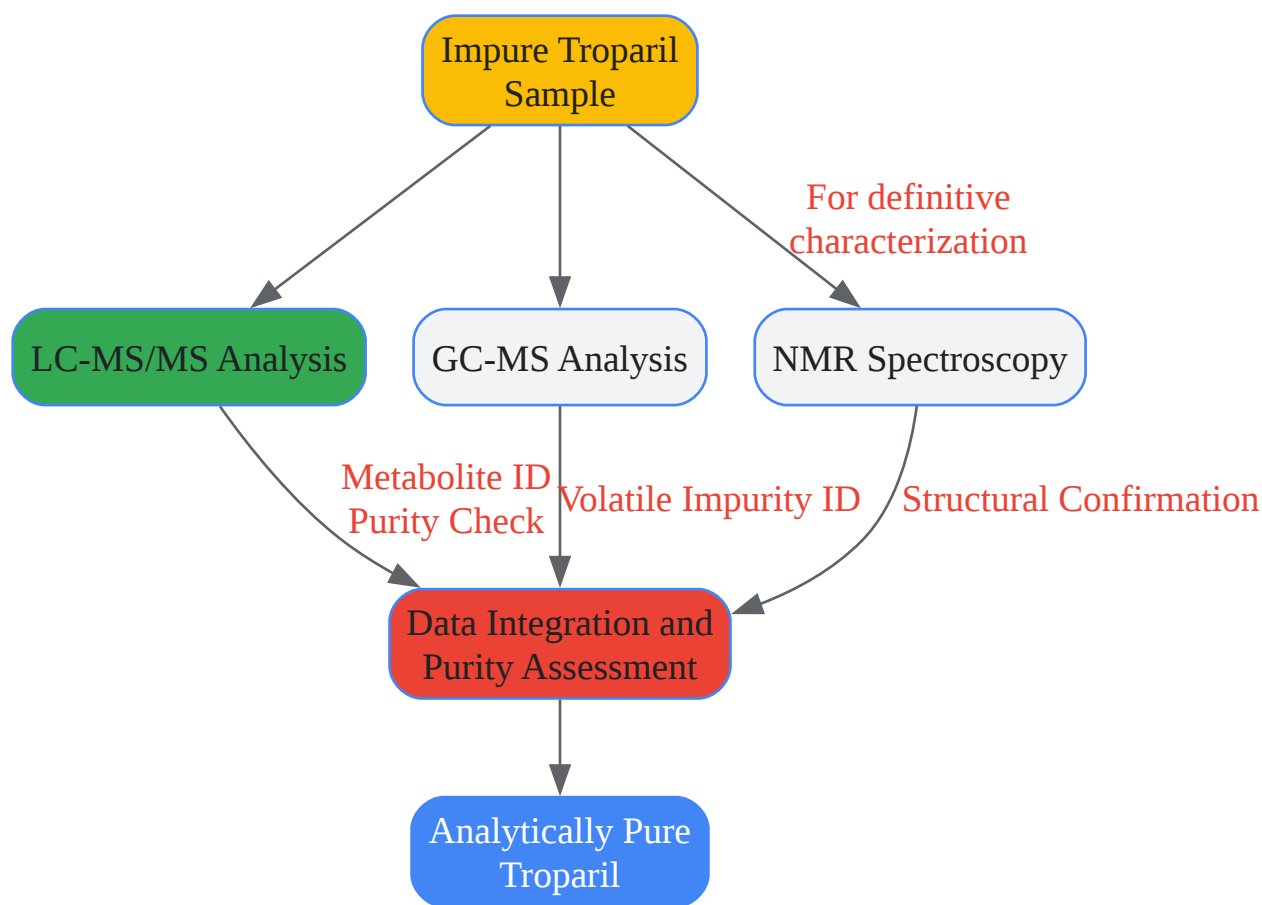 Impure Troparil
Sample
For definitive
characterization
LC-MS/MS Analysis
GC-MS Analysis
NMR Spectroscopy
Metabolite ID
Purity Check
Volatile Impurity ID
Structural Confirmation
Data Integration and
Purity Assessment
Analytically Pure
Troparil